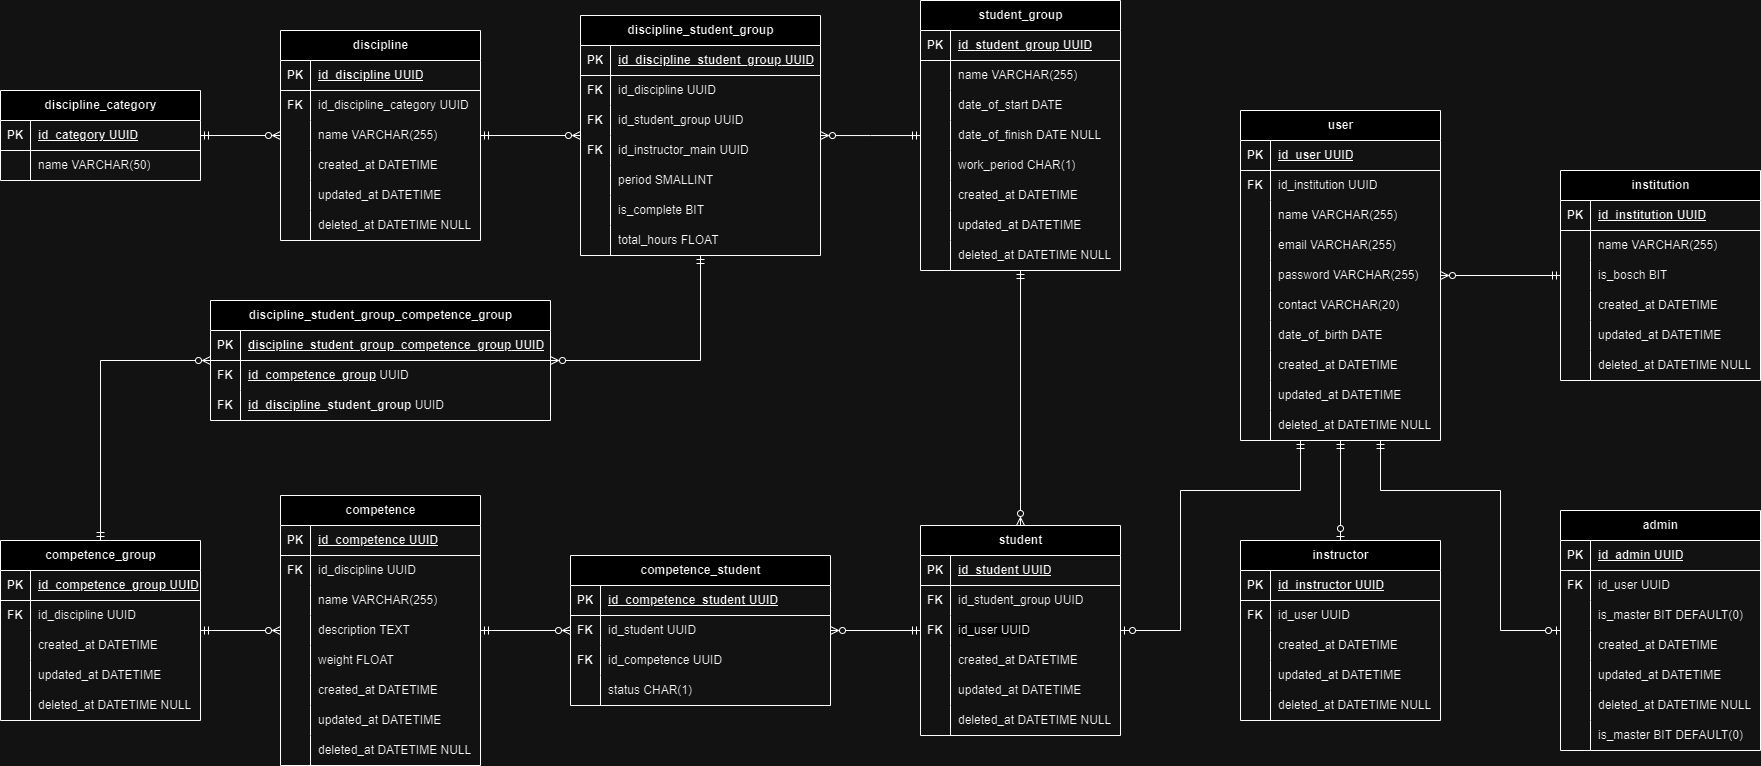 discipline_category
PK id_category UUID
name VARCHAR(50)
discipline
PK id_discipline UUID
FK id_discipline_category UUID
name VARCHAR(255)
created_at DATETIME
updated_at DATETIME
deleted_at DATETIME NULL
discipline_student_group
PK id_discipline_student_group UUID
FK id_discipline UUID
FK id_student_group UUID
FK id_instructor_main UUID
period SMALLINT
is_complete BIT
total_hours FLOAT
student_group
PK id_student_group UUID
name VARCHAR(255)
date_of_start DATE
date_of_finish DATE NULL
work_period CHAR(1)
created_at DATETIME
updated_at DATETIME
deleted_at DATETIME NULL
user
PK id_user UUID
FK id_institution UUID
name VARCHAR(255)
email VARCHAR(255)
password VARCHAR(255)
contact VARCHAR(20)
date_of_birth DATE
created_at DATETIME
updated_at DATETIME
deleted_at DATETIME NULL
institution
PK id_institution UUID
name VARCHAR(255)
is_bosch BIT
created_at DATETIME
updated_at DATETIME
deleted_at DATETIME NULL
discipline_student_group_competence_group
PK discipline_student_group_competence_group UUID
FK id_competence_group UUID
FK id_discipline_student_group UUID
competence_group
PK id_competence_group UUID
FK id_discipline UUID
created_at DATETIME
updated_at DATETIME
deleted_at DATETIME NULL
competence
PK id_competence UUID
FK id_discipline UUID
name VARCHAR(255)
description TEXT
weight FLOAT
created_at DATETIME
updated_at DATETIME
deleted_at DATETIME NULL
competence_student
PK id_competence_student UUID
FK id_student UUID
FK id_competence UUID
status CHAR(1)
student
PK id_student UUID
FK id_student_group UUID
FK id_user UUID
created_at DATETIME
updated_at DATETIME
deleted_at DATETIME NULL
instructor
PK id_instructor UUID
FK id_user UUID
created_at DATETIME
updated_at DATETIME
deleted_at DATETIME NULL
admin
PK id_admin UUID
FK id_user UUID
is_master BIT DEFAULT(0)
created_at DATETIME
updated_at DATETIME
deleted_at DATETIME NULL
is_master BIT DEFAULT(0)